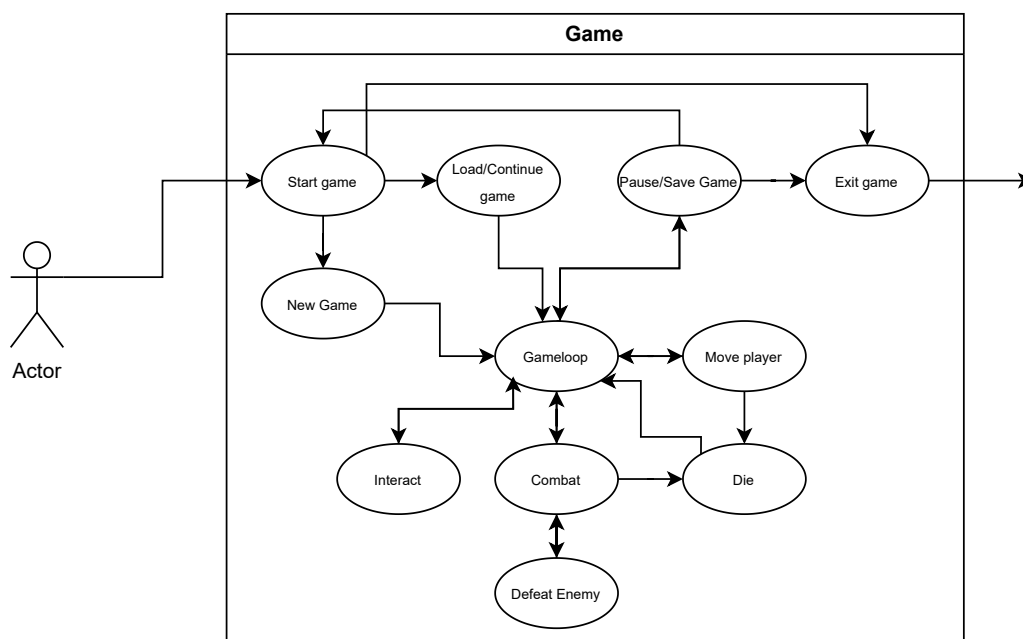 Game
Start game
Load/Continue
game
Pause/Save Game
Exit game
New Game
Actor
Gameloop
Move player
Interact
Combat
Die
Defeat Enemy